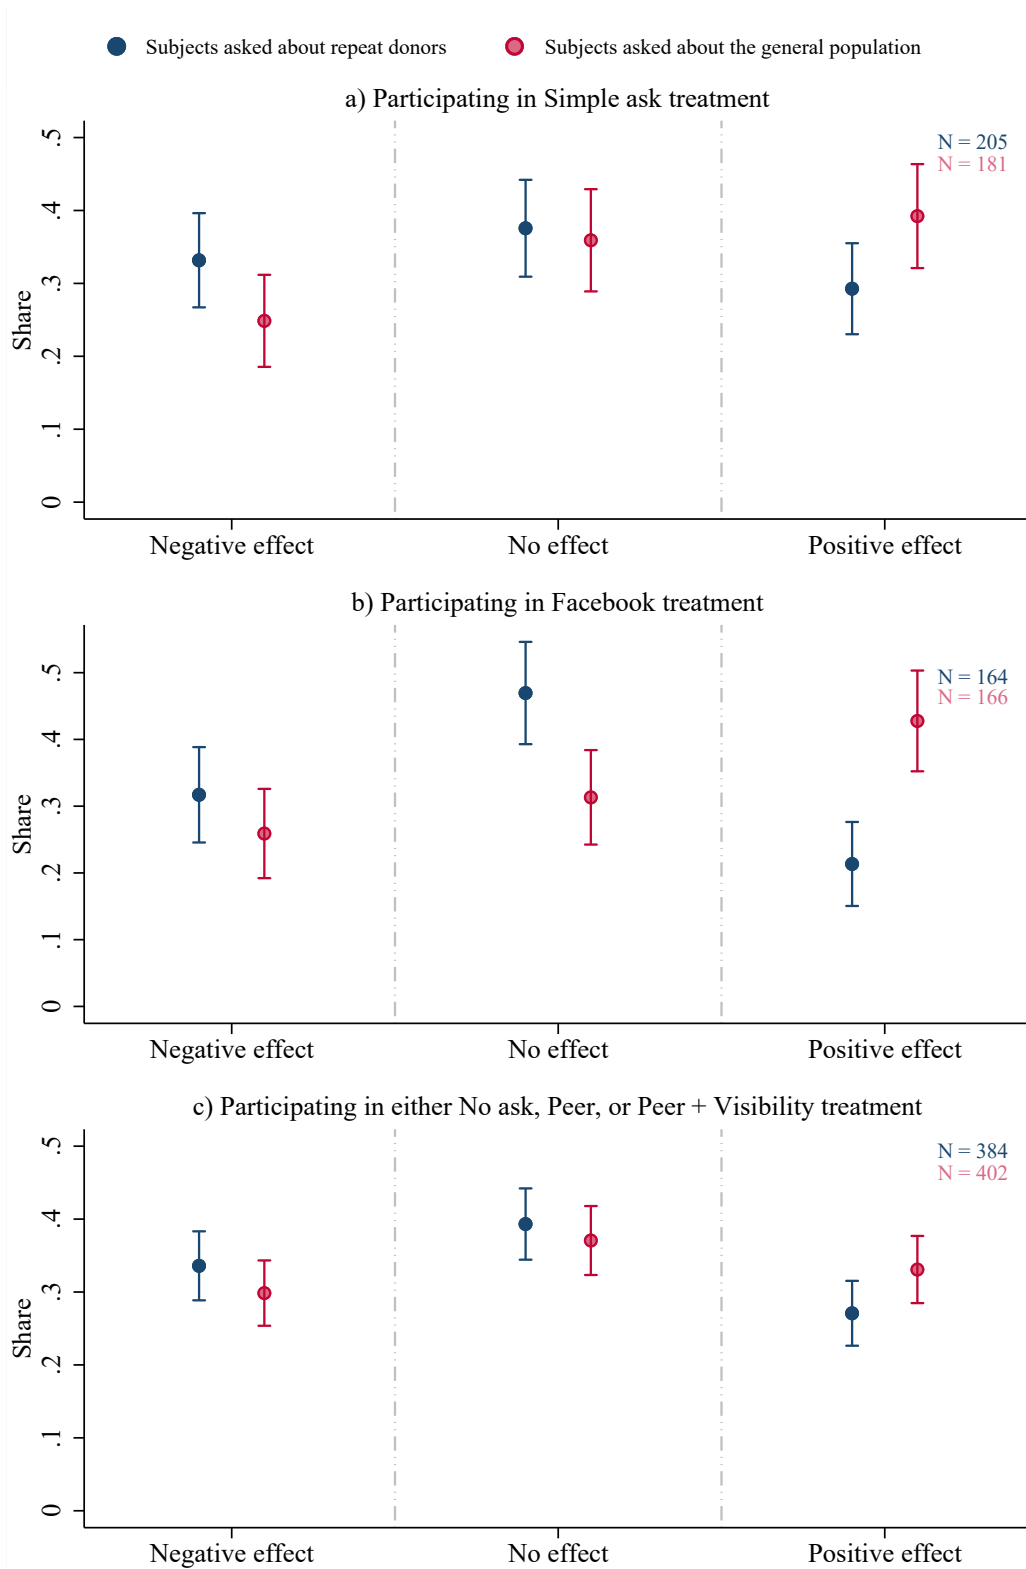 Subjects asked about repeat donors Subjects asked about the general population
a) Participating in Simple ask treatment
N = 205
N = 181
Share
.5
.4
.3
.2
.1
0
Negative effect No effect Positive effect
b) Participating in Facebook treatment
N = 164
N = 166
Share
.5
.4
.3
.2
.1
0
Negative effect No effect Positive effect
c) Participating in either No ask, Peer, or Peer + Visibility treatment
N = 384
N = 402
Share
.5
.4
.3
.2
.1
0
Negative effect No effect Positive effect